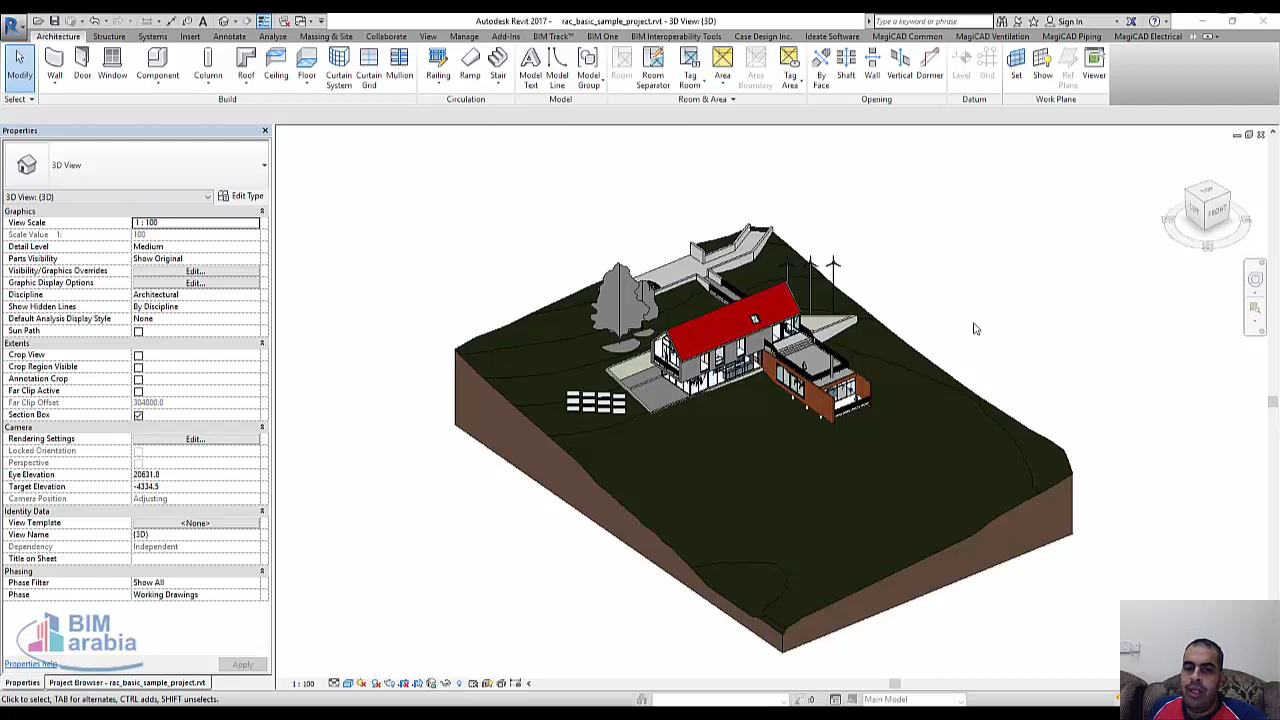 Autodesk Revit 2017 - rac_basic_sample_project.rvt - 3D View: {3D}
Type a keyword or phrase
Sign In
Architecture Structure Systems Insert Annotate Analyze Massing & Site Collaborate View Manage Add-Ins BIM Track™ BIM One BIM Interoperability Tools Case Design Inc. Ideate Software MagiCAD Common MagiCAD Ventilation MagiCAD Piping MagiCAD Electrical
Modify
Wall
Door
Window
Component
Column
Roof
Ceiling
Floor
Curtain System
Curtain Grid
Mullion
Railing
Ramp
Stair
Model Text
Model Line
Model Group
Room
Room Separator
Tag Room
Area
Area Boundary
Tag Area
By Face
Shaft
Wall
Vertical
Dormer
Level
Grid
Set
Show
Ref Plane
Viewer
Select
Build
Circulation
Model
Room & Area
Opening
Datum
Work Plane
Properties
3D View
3D View: {3D}
Edit Type
Graphics
View Scale 1 : 100
Scale Value 1: 100
Detail Level Medium
Parts Visibility Show Original
Visibility/Graphics Overrides Edit...
Graphic Display Options Edit...
Discipline Architectural
Show Hidden Lines By Discipline
Default Analysis Display Style None
Sun Path
Extents
Crop View
Crop Region Visible
Annotation Crop
Far Clip Active
Far Clip Offset 304800.0
Section Box
Camera
Rendering Settings Edit...
Locked Orientation
Perspective
Eye Elevation 20631.8
Target Elevation -4334.5
Camera Position Adjusting
Identity Data
View Template <None>
View Name {3D}
Dependency Independent
Title on Sheet
Phasing
Phase Filter Show All
Phase Working Drawings
BIM
arabia
Properties help
Apply
Properties
Project Browser - rac_basic_sample_project.rvt
1 : 100
Click to select, TAB for alternates, CTRL adds, SHIFT unselects.
:0
Main Model
TOP
FRONT